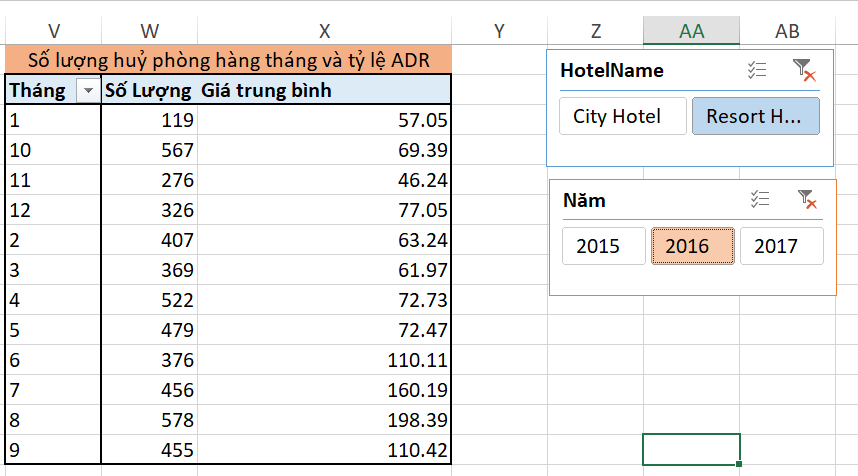 V W X Y Z AA AB
Số lượng huỷ phòng hàng tháng và tỷ lệ ADR
Tháng Số Lượng Giá trung bình
1 119 57.05
10 567 69.39
11 276 46.24
12 326 77.05
2 407 63.24
3 369 61.97
4 522 72.73
5 479 72.47
6 376 110.11
7 456 160.19
8 578 198.39
9 455 110.42
HotelName
City Hotel Resort H...
Năm
2015 2016 2017